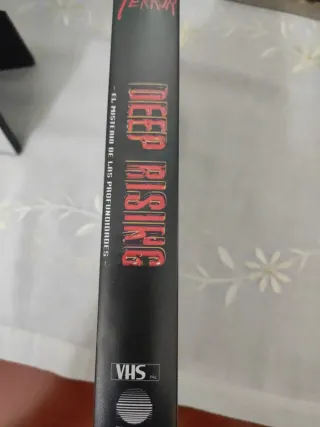 TERROR
DEEP RISING
- EL MISTERIO DE LAS PROFUNDIDADES -
VHS